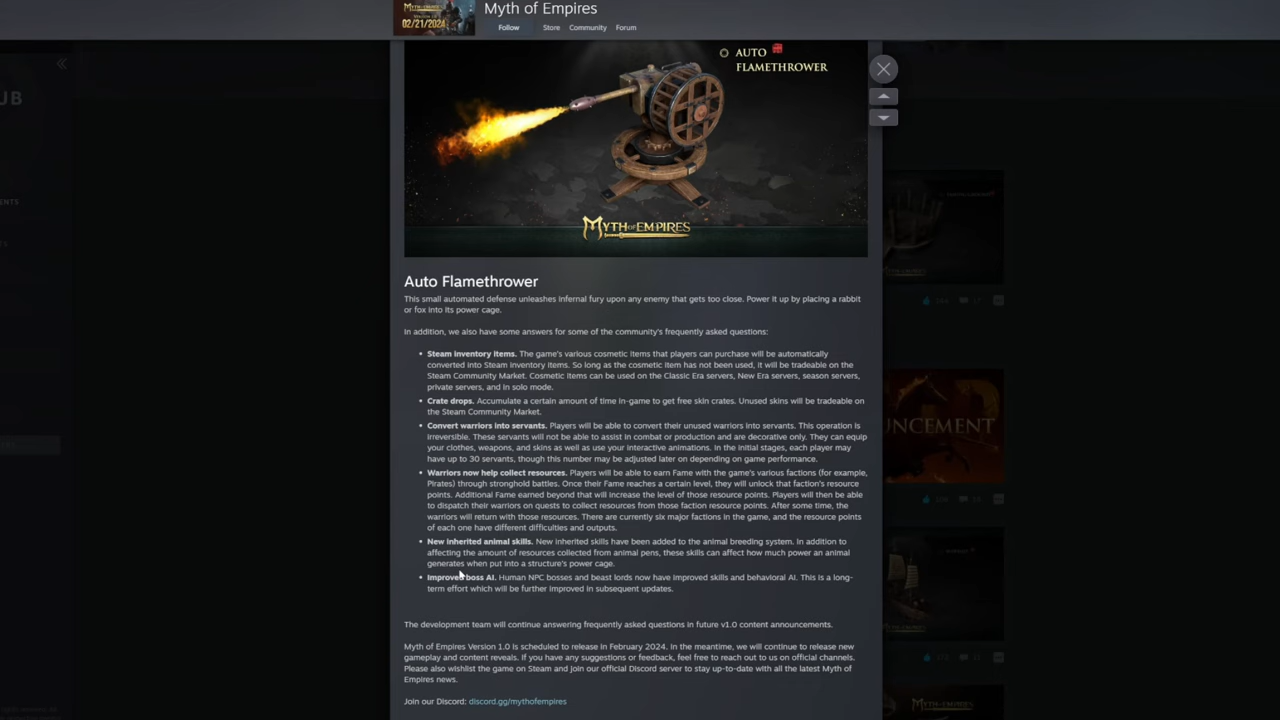 MYTH OF EMPIRES
02/21/2024
Myth of Empires
Follow Store Community Forum
UB
AUTO
FLAMETHROWER
MYTH OF EMPIRES
Auto Flamethrower
This small automated defense unleashes infernal fury upon any enemy that gets too close. Power it up by placing a rabbit
or fox into its power cage.
In addition, we also have some answers for some of the community's frequently asked questions:
• Steam inventory items. The game's various cosmetic items that players can purchase will be automatically
converted into Steam inventory items. So long as the cosmetic item has not been used, it will be tradeable on the
Steam Community Market. Cosmetic items can be used on the Classic Era servers, New Era servers, season servers,
private servers, and in solo mode.
• Crate drops. Accumulate a certain amount of time in-game to get free skin crates. Unused skins will be tradeable on
the Steam Community Market.
• Convert warriors into servants. Players will be able to convert their unused warriors into servants. This operation is
irreversible. These servants will not be able to assist in combat or production and are decorative only. They can equip
your clothes, weapons, and skins as well as use your interactive animations. In the initial stages, each player may
have up to 30 servants, though this number may be adjusted later on depending on game performance.
• Warriors now help collect resources. Players will be able to earn Fame with the game's various factions (for example,
Pirates) through stronghold battles. Once their Fame reaches a certain level, they will unlock that faction's resource
points. Additional Fame earned beyond that will increase the level of those resource points. Players will then be able
to dispatch their warriors on quests to collect resources from those faction resource points. After some time, the
warriors will return with those resources. There are currently six major factions in the game, and the resource points
of each one have different difficulties and outputs.
• New inherited animal skills. New inherited skills have been added to the animal breeding system. In addition to
affecting the amount of resources collected from animal pens, these skills can affect how much power an animal
generates when put into a structure's power cage.
• Improved boss AI. Human NPC bosses and beast lords now have improved skills and behavioral AI. This is a long-
term effort which will be further improved in subsequent updates.
The development team will continue answering frequently asked questions in future v1.0 content announcements.
Myth of Empires Version 1.0 is scheduled to release in February 2024. In the meantime, we will continue to release new
gameplay and content reveals. If you have any suggestions or feedback, feel free to reach out to us on official channels.
Please also wishlist the game on Steam and join our official Discord server to stay up-to-date with all the latest Myth of
Empires news.
Join our Discord: discord.gg/mythofempires
ENTS
UNCEMENT